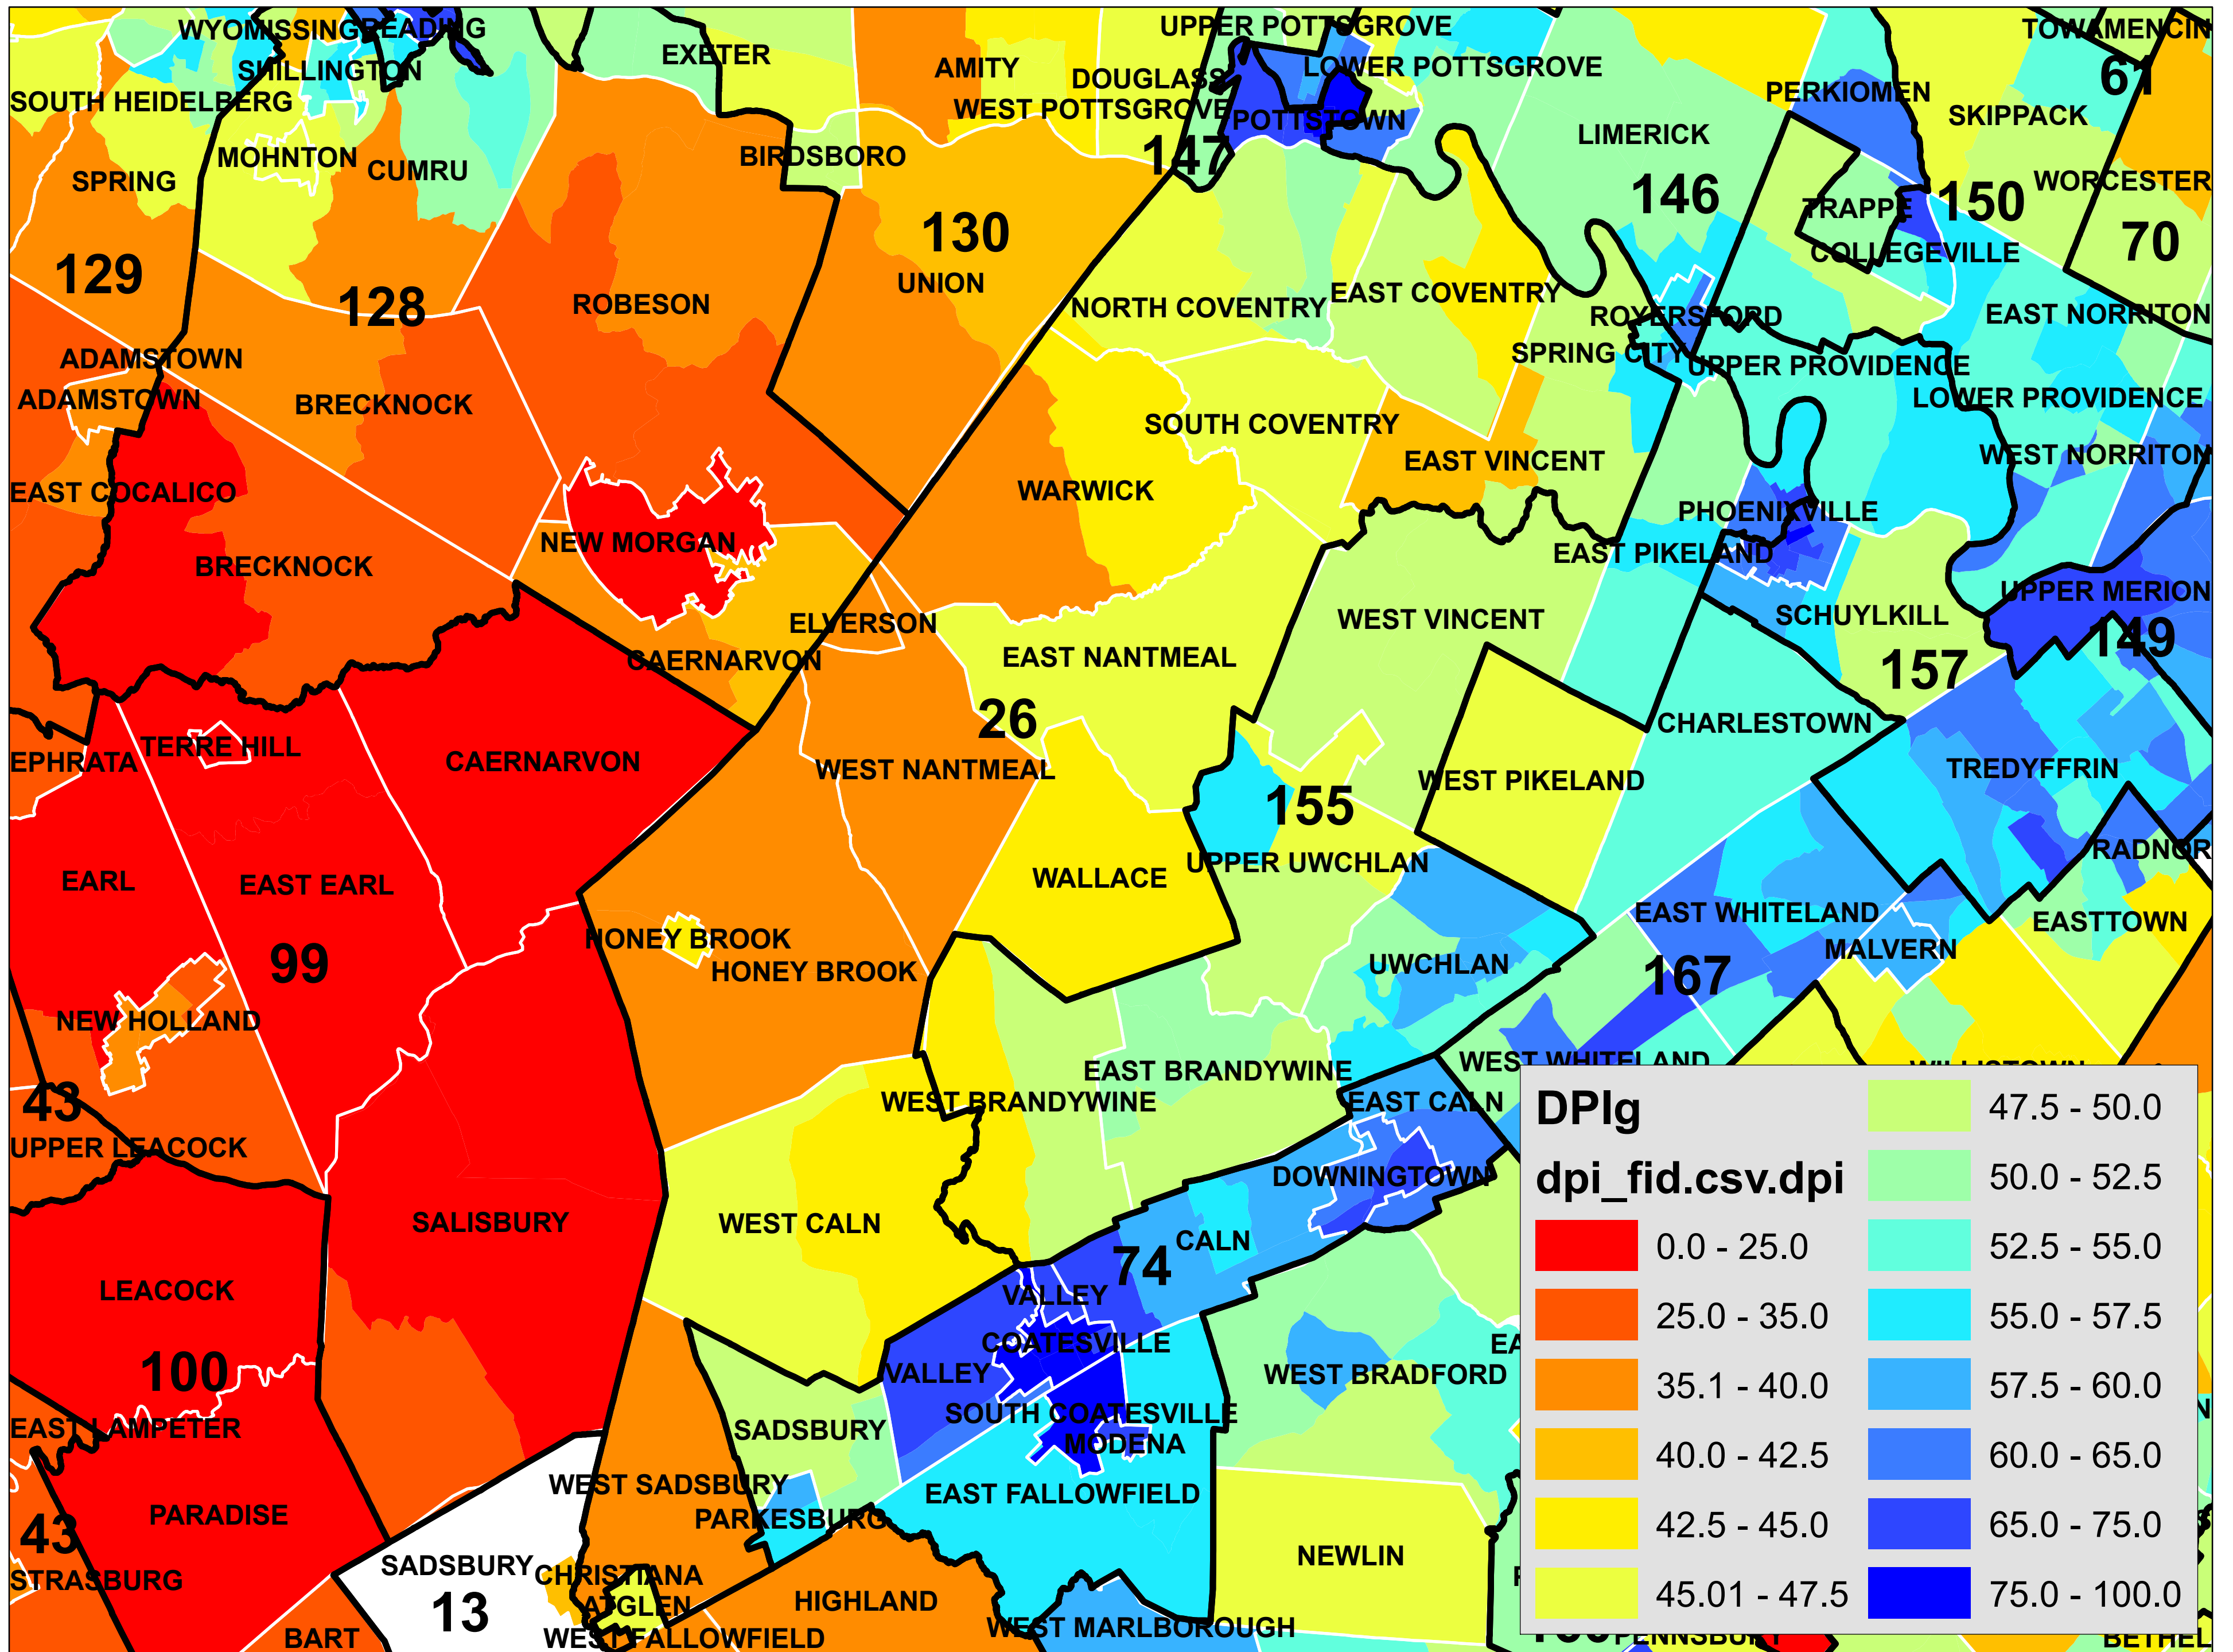 WYOMISSING
READING
UPPER POTTSGROVE
TOWAMENCIN
EXETER
AMITY
DOUGLASS
LOWER POTTSGROVE
61
SHILLINGTON
SOUTH HEIDELBERG
WEST POTTSGROVE
POTTSTOWN
PERKIOMEN
SKIPPACK
MOHNTON
CUMRU
BIRDSBORO
147
LIMERICK
SPRING
146
150
WORCESTER
TRAPPE
130
70
129
128
ROBESON
UNION
NORTH COVENTRY
EAST COVENTRY
COLLEGEVILLE
ROYERSFORD
EAST NORRITON
ADAMSTOWN
SPRING CITY
UPPER PROVIDENCE
ADAMSTOWN
BRECKNOCK
SOUTH COVENTRY
LOWER PROVIDENCE
EAST COCALICO
WARWICK
EAST VINCENT
WEST NORRITON
PHOENIXVILLE
BRECKNOCK
NEW MORGAN
EAST PIKELAND
ELVERSON
WEST VINCENT
SCHUYLKILL
UPPER MERION
CAERNARVON
EAST NANTMEAL
157
149
26
TERRE HILL
EPHRATA
CAERNARVON
WEST NANTMEAL
CHARLESTOWN
WEST PIKELAND
TREDYFFRIN
155
UPPER UWCHLAN
RADNOR
EARL
EAST EARL
WALLACE
EAST WHITELAND
EASTTOWN
99
HONEY BROOK
HONEY BROOK
UWCHLAN
167
MALVERN
NEW HOLLAND
EAST BRANDYWINE
WEST WHITELAND
43
WEST BRANDYWINE
EAST CALN
UPPER LEACOCK
DOWNINGTOWN
SALISBURY
WEST CALN
CALN
74
LEACOCK
VALLEY
100
COATESVILLE
VALLEY
WEST BRADFORD
EAST LAMPETER
SADSBURY
SOUTH COATESVILLE
MODENA
WEST SADSBURY
EAST FALLOWFIELD
PARADISE
PARKESBURG
43
STRASBURG
SADSBURY
13
CHRISTIANA
ATGLEN
HIGHLAND
NEWLIN
BART
WEST FALLOWFIELD
WEST MARLBOROUGH
BETHEL
DPIg
dpi_fid.csv.dpi
0.0 - 25.0
25.0 - 35.0
35.1 - 40.0
40.0 - 42.5
42.5 - 45.0
45.01 - 47.5
47.5 - 50.0
50.0 - 52.5
52.5 - 55.0
55.0 - 57.5
57.5 - 60.0
60.0 - 65.0
65.0 - 75.0
75.0 - 100.0